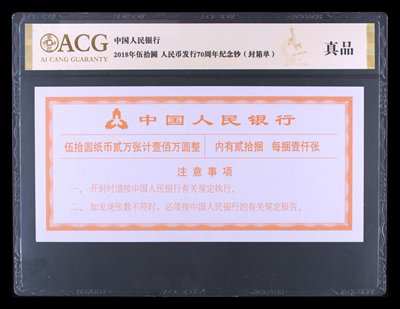 ACG
AI CANG GUARANTY
中国人民银行
2018年伍拾圆 人民币发行70周年纪念钞（封箱单）
真品
中国人民银行
伍拾圆纸币贰万张计壹佰万圆整 内有贰拾捆 每捆壹仟张
注意事项
一、开封时请按中国人民银行有关规定执行。
二、如发现张数不符时，必须按中国人民银行的有关规定报告。